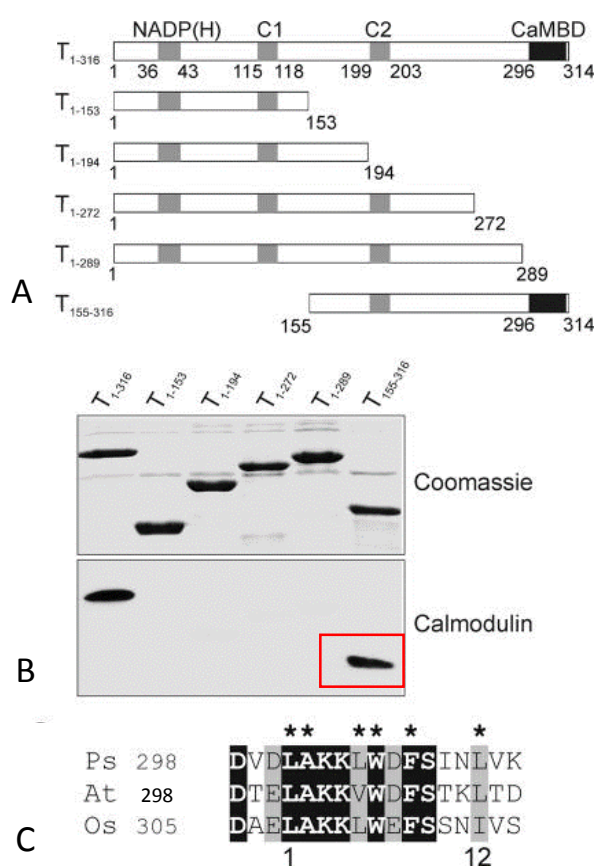 NADP(H) C1 C2 CaMBD
T1-316
1 36 43 115 118 199 203 296 314
T1-153
1 153
T1-194
1 194
T1-272
1 272
T1-289
1 289
A
T155-316
155 296 314
T1-316 T1-153 T1-194 T1-272 T1-289 T155-316
Coomassie
Calmodulin
B
** ** * *
Ps 298 DVDLAKKLWDFSINLVK
At 298 DTELAKKVWDFSTKLTD
Os 305 DAELAKKLWEFSSNIVS
C
1 12